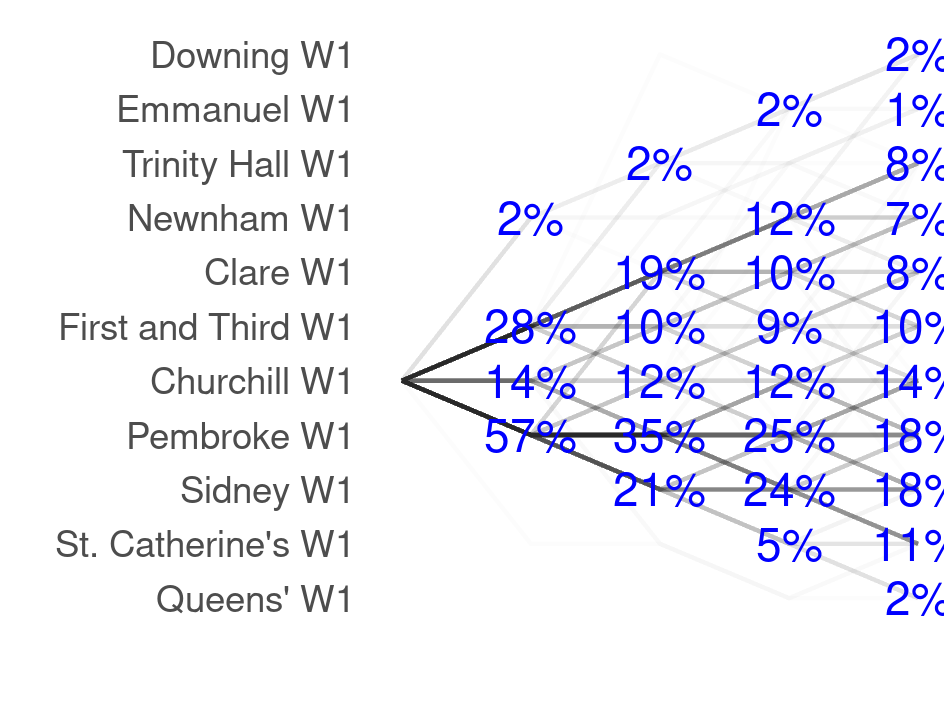 Downing W1 2%
Emmanuel W1 2% 1%
Trinity Hall W1 2% 8%
Newnham W1 2% 12% 7%
Clare W1 19% 10% 8%
First and Third W1 28% 10% 9% 10%
Churchill W1 14% 12% 12% 14%
Pembroke W1 57% 35% 25% 18%
Sidney W1 21% 24% 18%
St. Catherine's W1 5% 11%
Queens' W1 2%